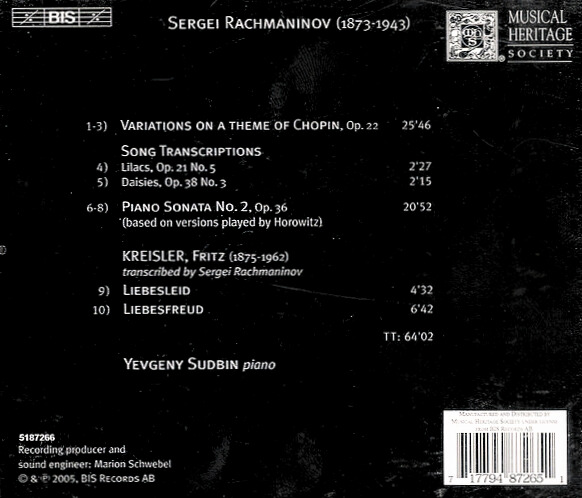 BIS
SERGEI RACHMANINOV (1873-1943)
MUSICAL
HERITAGE
SOCIETY
1-3) VARIATIONS ON A THEME OF CHOPIN, Op. 22 25'46
SONG TRANSCRIPTIONS
4) Lilacs, Op. 21 No. 5 2'27
5) Daisies, Op. 38 No. 3 2'15
6-8) PIANO SONATA NO. 2, Op. 36 20'52
(based on versions played by Horowitz)
KREISLER, FRITZ (1875-1962)
transcribed by Sergei Rachmaninov
9) LIEBESLEID 4'32
10) LIEBESFREUD 6'42
TT: 64'02
YEVGENY SUDBIN piano
5187266
Recording producer and
sound engineer: Marion Schwebel
℗ & © 2005, BIS Records AB
MANUFACTURED AND DISTRIBUTED BY
MUSICAL HERITAGE SOCIETY UNDER LICENSE
FROM BIS RECORDS AB
7 17794 87265 1